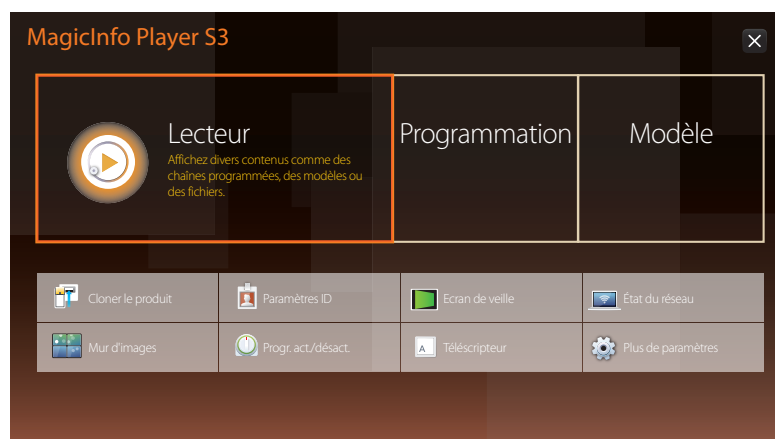 MagicInfo Player S3
Lecteur
Affichez divers contenus comme des
chaînes programmées, des modèles ou
des fichiers.
Programmation
Modèle
Cloner le produit
Paramètres ID
Ecran de veille
État du réseau
Mur d'images
Progr. act./désact.
A
Téléscripteur
Plus de paramètres